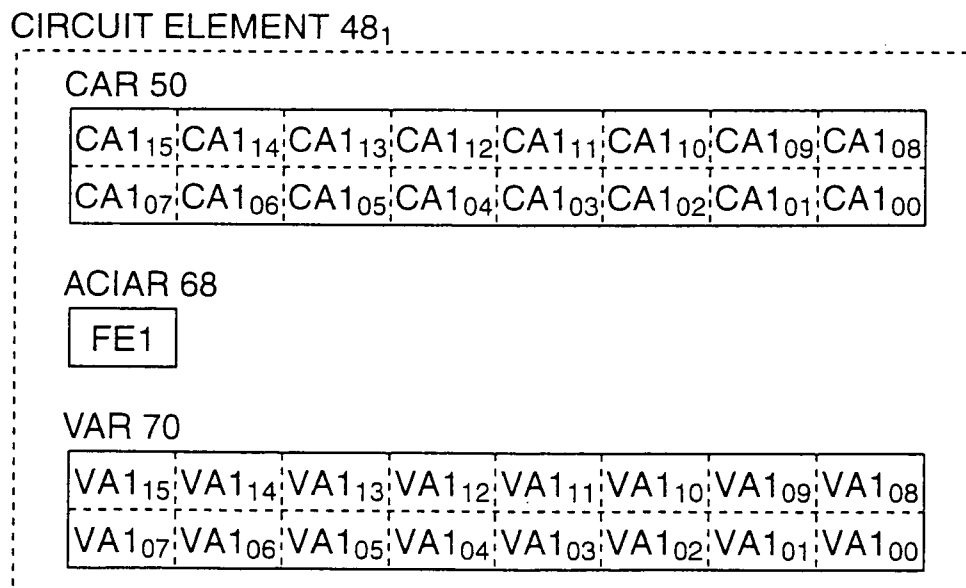 CIRCUIT ELEMENT 48₁
CAR 50
CA1₁₅ CA1₁₄ CA1₁₃ CA1₁₂ CA1₁₁ CA1₁₀ CA1₀₉ CA1₀₈
CA1₀₇ CA1₀₆ CA1₀₅ CA1₀₄ CA1₀₃ CA1₀₂ CA1₀₁ CA1₀₀
ACIAR 68
FE1
VAR 70
VA1₁₅ VA1₁₄ VA1₁₃ VA1₁₂ VA1₁₁ VA1₁₀ VA1₀₉ VA1₀₈
VA1₀₇ VA1₀₆ VA1₀₅ VA1₀₄ VA1₀₃ VA1₀₂ VA1₀₁ VA1₀₀